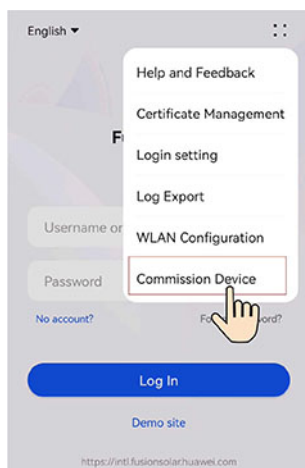 English ▼
Help and Feedback
Certificate Management
Login setting
Log Export
WLAN Configuration
Username or
Commission Device
Password
No account?
Log In
Demo site
https://intl.fusionsolar.huawei.com